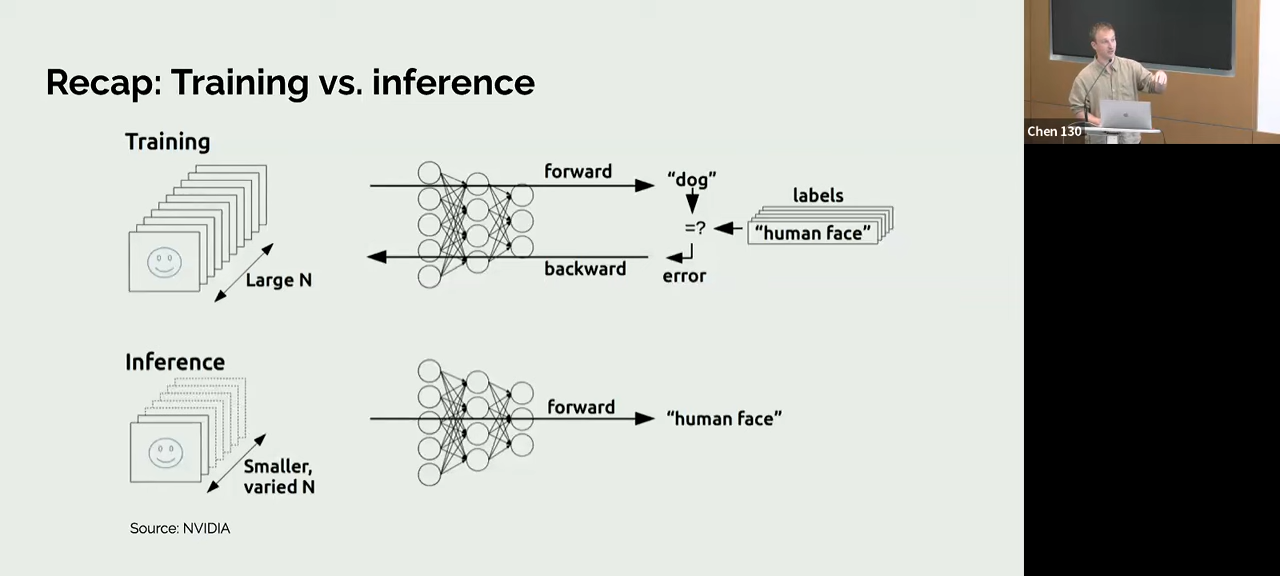 Recap: Training vs. inference
Training
Large N
forward
"dog"
=?
labels
"human face"
backward
error
Inference
Smaller,
varied N
forward
"human face"
Source: NVIDIA
Chen 130